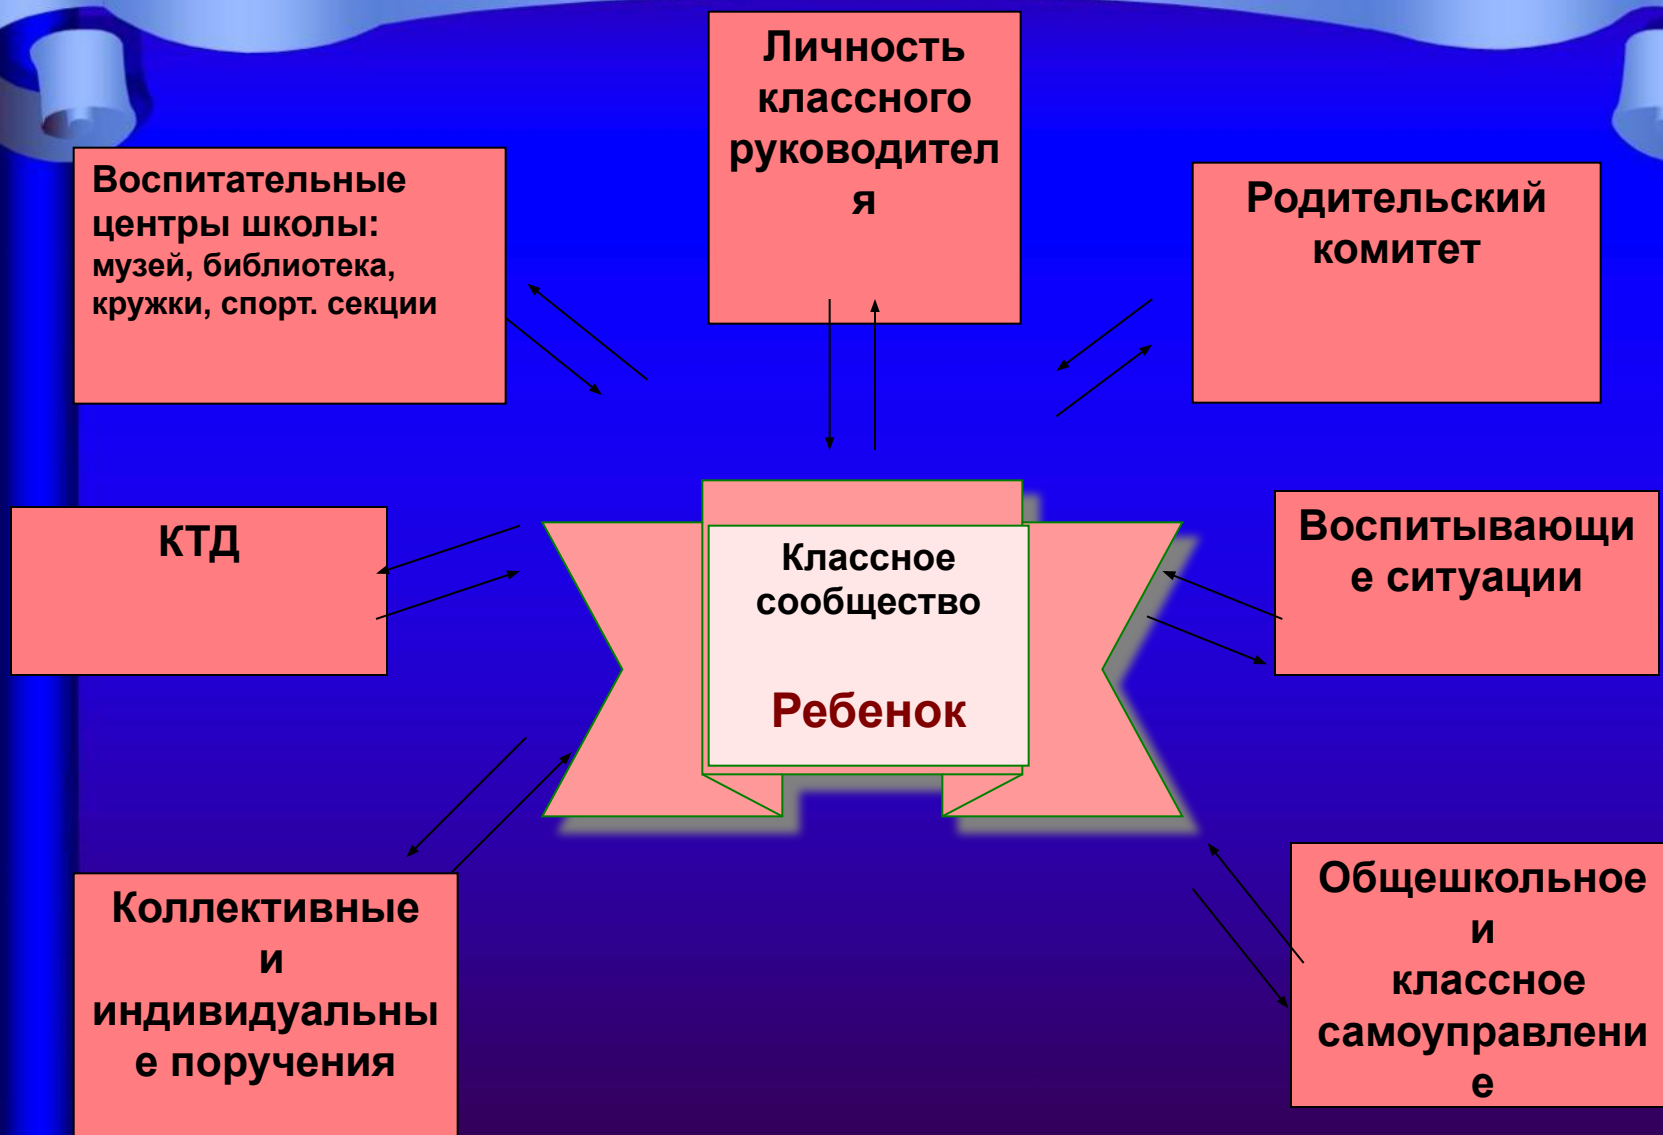 Личность
классного
руководител
я
Воспитательные
центры школы:
музей, библиотека,
кружки, спорт. секции
Родительский
комитет
КТД
Классное
сообщество
Ребенок
Воспитывающи
е ситуации
Коллективные
и
индивидуальны
е поручения
Общешкольное
и
классное
самоуправлени
е